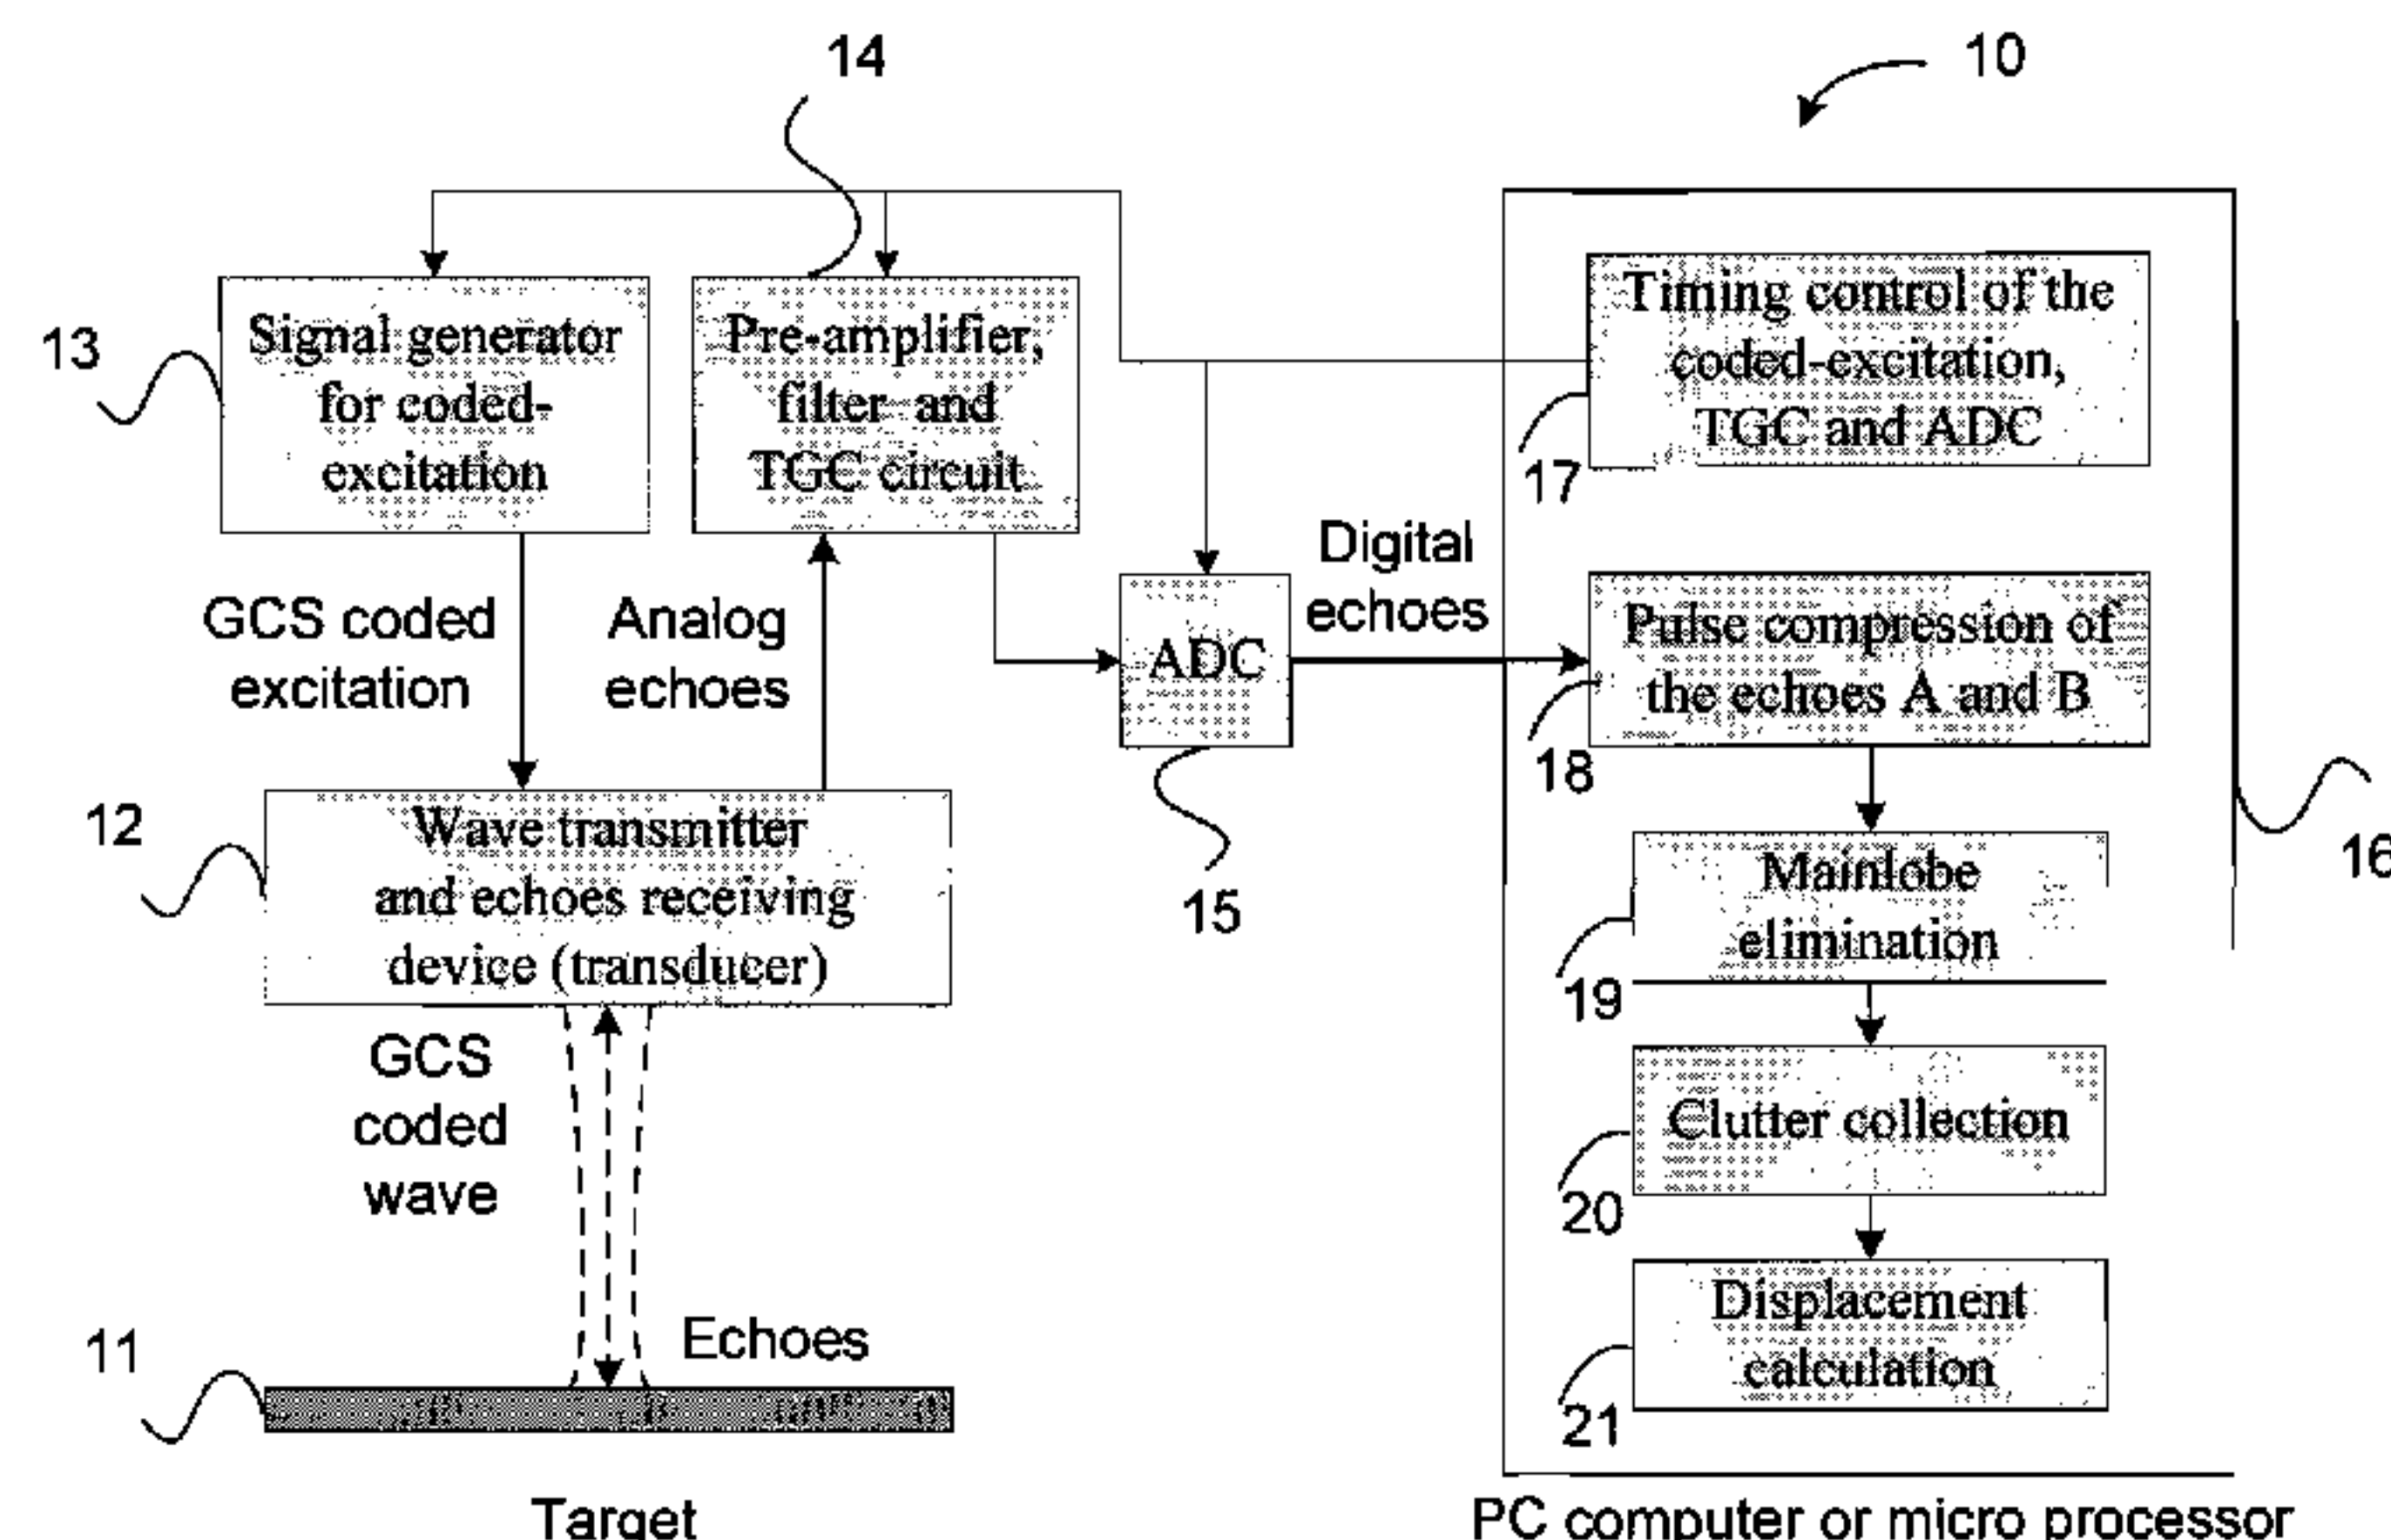 14
10
13
Signal generator
for coded-
excitation
Pre-amplifier,
filter and
TGC circuit
Timing control of the
coded-excitation,
TGC and ADC
17
GCS coded
excitation
Analog
echoes
ADC
15
Digital
echoes
Pulse compression of
the echoes A and B
18
16
12
Wave transmitter
and echoes receiving
device (transducer)
Mainlobe
elimination
19
GCS
coded
wave
Clutter collection
20
11
Echoes
Displacement
calculation
21
Target
PC computer or micro processor